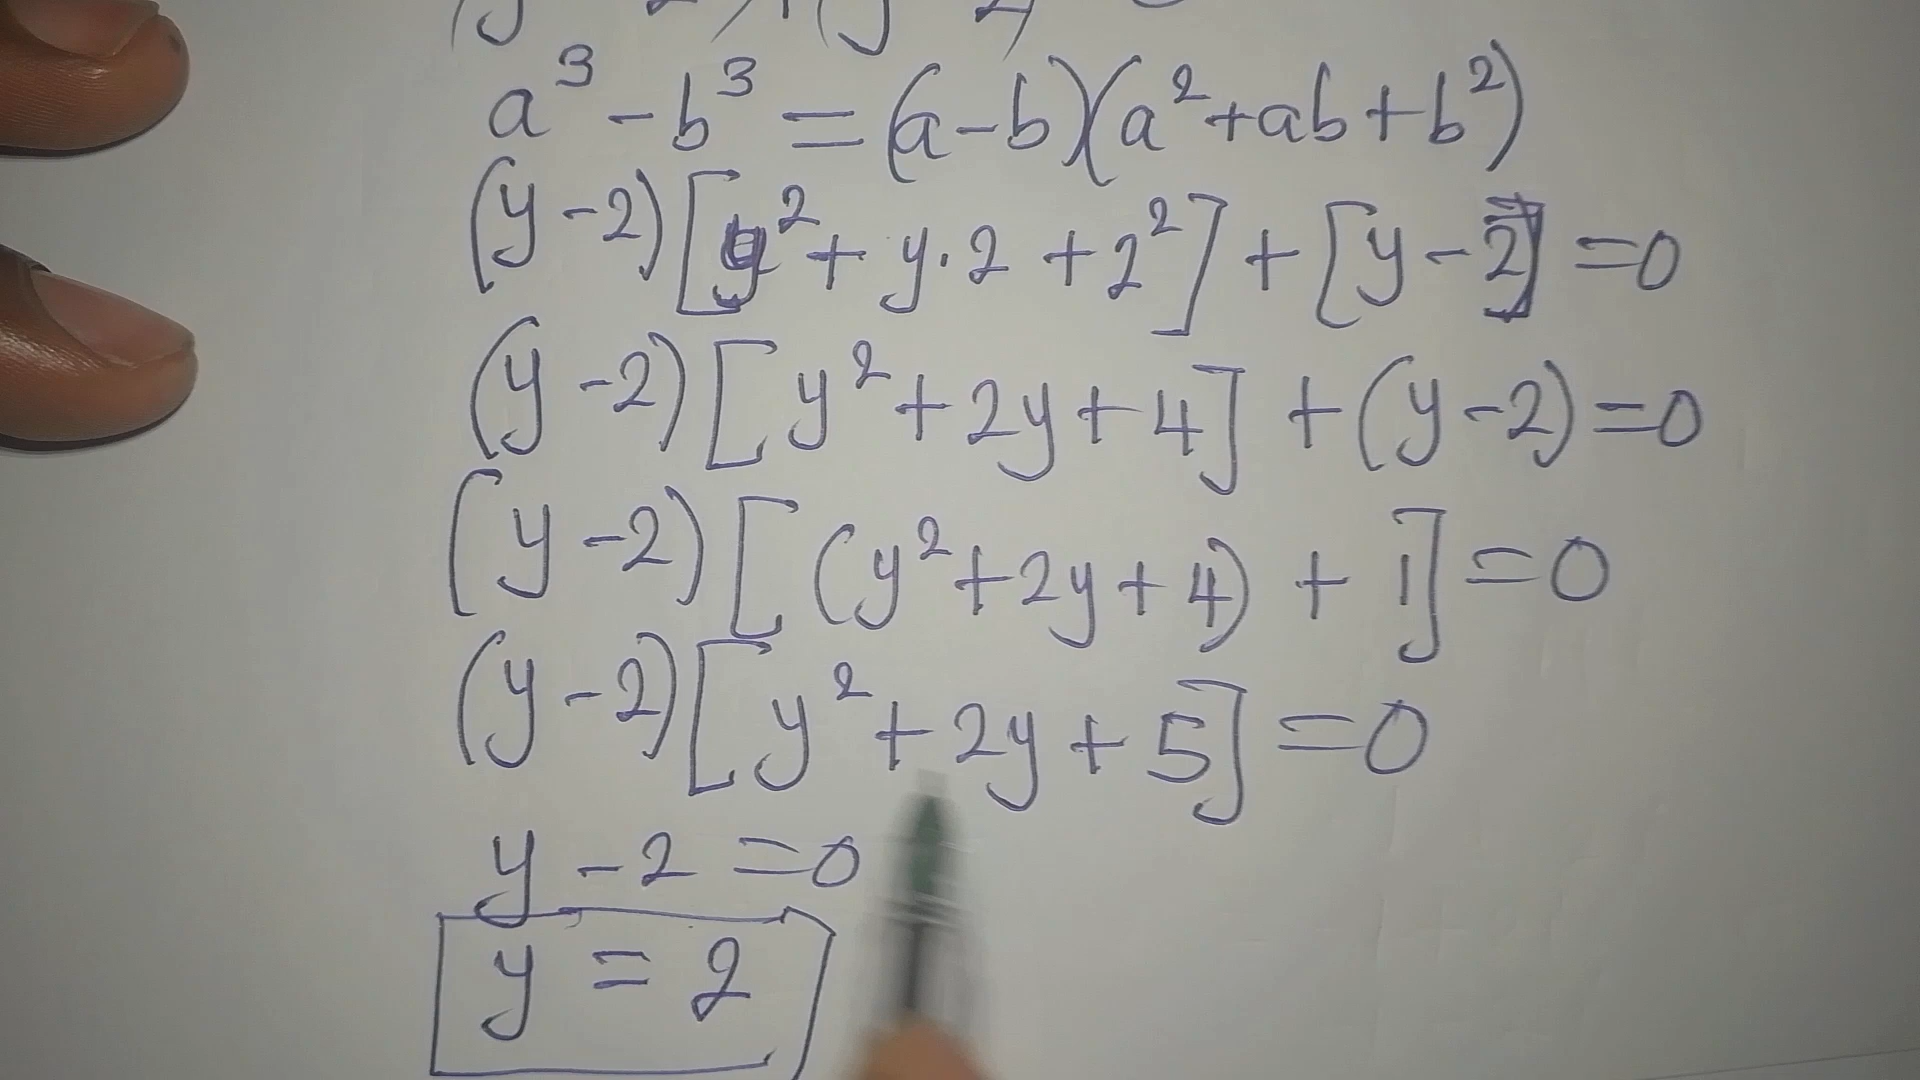 a³ - b³ = (a-b)(a²+ab+b²)
(y-2)[y²+ y·2 +2²] + [y-2] =0
(y-2)[y²+2y+4] +(y-2)=0
(y-2)[(y²+2y+4) + 1]=0
(y-2)[y²+2y+5]=0
y-2=0
y = 2